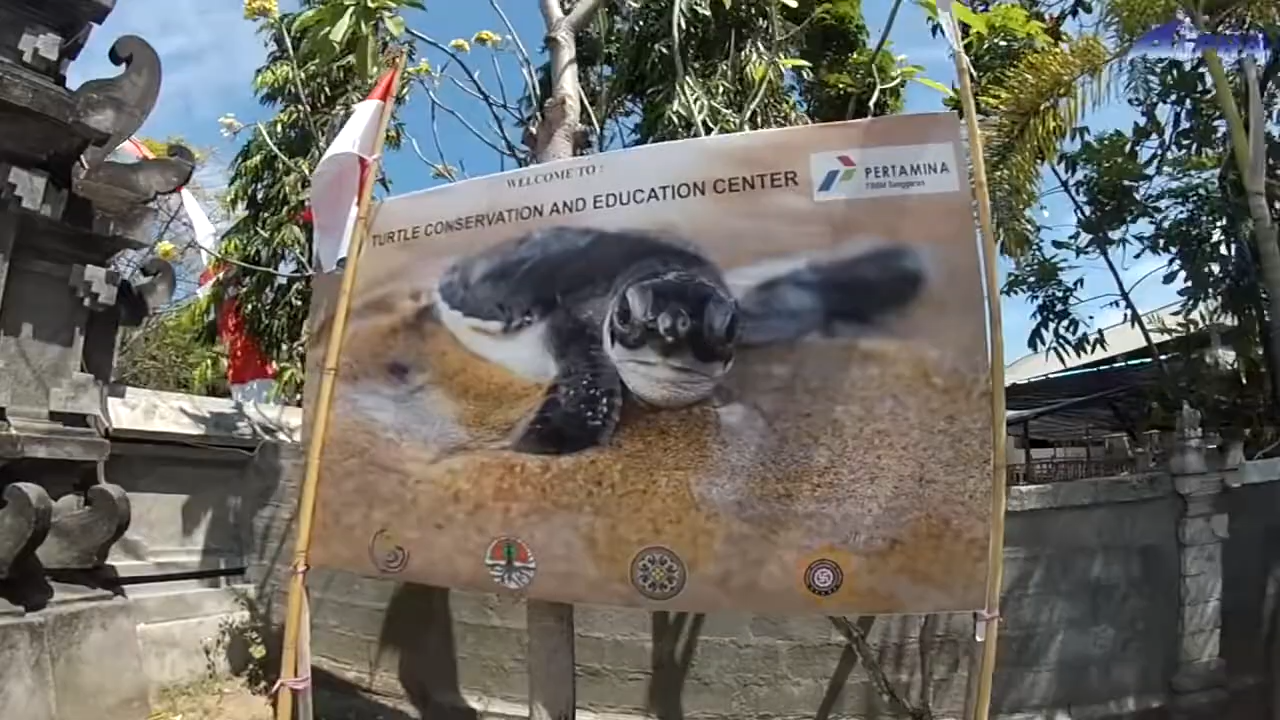 WELCOME TO :
TURTLE CONSERVATION AND EDUCATION CENTER
PERTAMINA